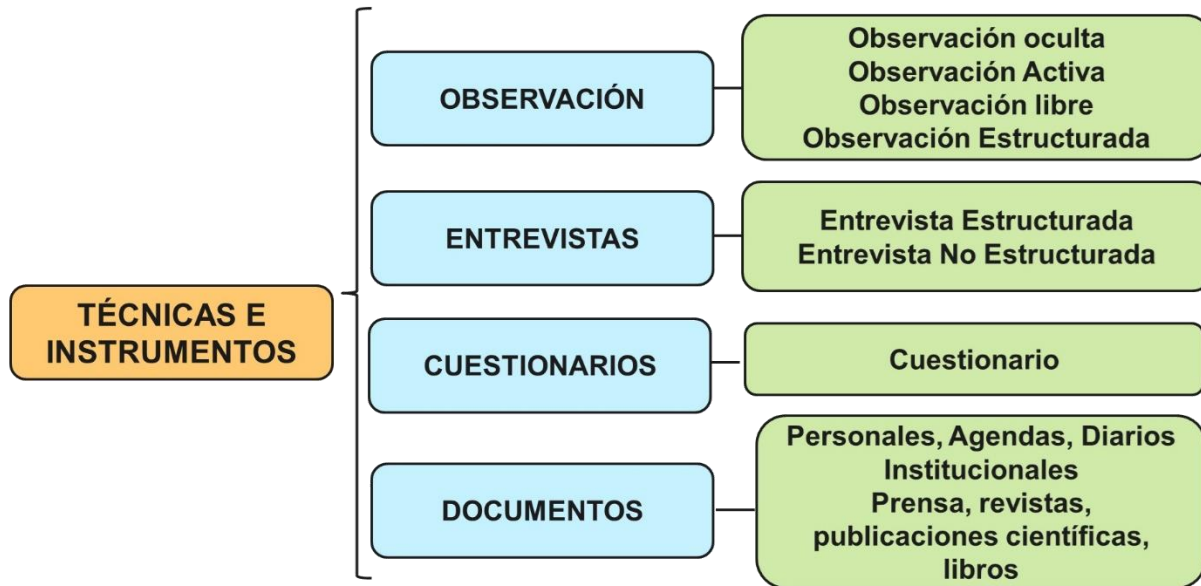 TÉCNICAS E
INSTRUMENTOS
OBSERVACIÓN
Observación oculta
Observación Activa
Observación libre
Observación Estructurada
ENTREVISTAS
Entrevista Estructurada
Entrevista No Estructurada
CUESTIONARIOS
Cuestionario
DOCUMENTOS
Personales, Agendas, Diarios
Institucionales
Prensa, revistas,
publicaciones científicas,
libros